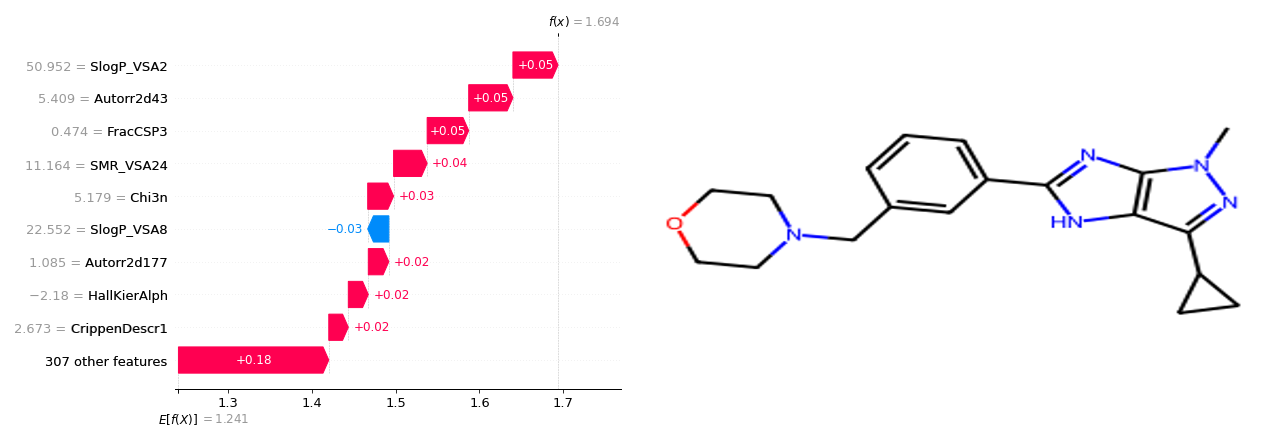 f(x) = 1.694
50.952 = SlogP_VSA2
+0.05
5.409 = Autorr2d43
+0.05
0.474 = FracCSP3
+0.05
11.164 = SMR_VSA24
+0.04
5.179 = Chi3n
+0.03
22.552 = SlogP_VSA8
−0.03
1.085 = Autorr2d177
+0.02
−2.18 = HallKierAlph
+0.02
2.673 = CrippenDescr1
+0.02
307 other features
+0.18
1.3 1.4 1.5 1.6 1.7
E[f(X)] = 1.241
N
N
N
O
HN
N